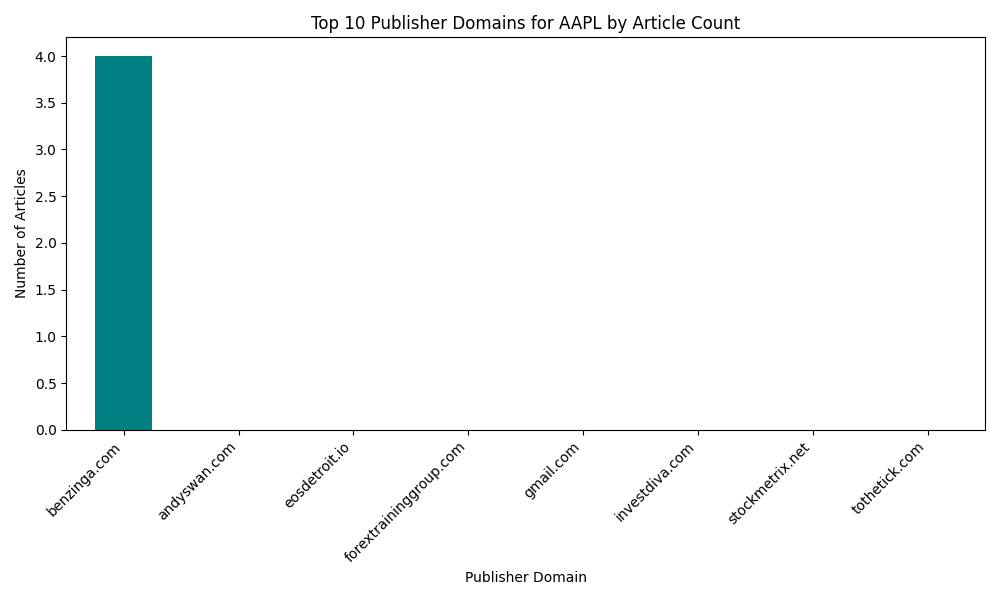 Top 10 Publisher Domains for AAPL by Article Count
Number of Articles
4.0
3.5
3.0
2.5
2.0
1.5
1.0
0.5
0.0
benzinga.com
andyswan.com
eosdetroit.io
forextraininggroup.com
gmail.com
investdiva.com
stockmetrix.net
tothetick.com
Publisher Domain